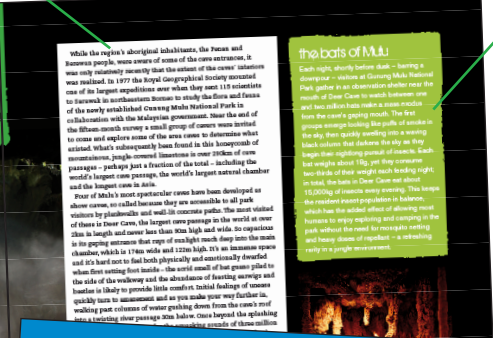 While the region's aboriginal inhabitants, the Penan and
Berawan people, were aware of some of the cave entrances, it
was only relatively recently that the extent of the caves' interiors
was realized. In 1977 the Royal Geographical Society mounted
one of its largest expeditions ever when they sent 115 scientists
to Sarawak in northeastern Borneo to study the flora and fauna
of the newly established Gunung Mulu National Park in
collaboration with the Malaysian government. Near the end of
the fifteen-month survey a small group of cavers were invited
to come and explore some of the area caves to determine what
existed. What's subsequently been found in this honeycomb of
mountainous, jungle-covered limestone is over 290km of cave
passages – perhaps just a fraction of the total – including the
world's largest cave passage, the world's largest natural chamber
and the longest cave in Asia.
Four of Mulu's most spectacular caves have been developed as
show caves, so called because they are accessible to all park
visitors by plankwalks and well-lit concrete paths. The most visited
of these is Deer Cave, the largest cave passage in the world at over
2km in length and never less than 90m high and wide. So capacious
is its gaping entrance that rays of sunlight reach deep into the main
chamber, which is 174m wide and 122m high. It's an immense space
and it's hard not to feel both physically and emotionally dwarfed
when first setting foot inside – the acrid smell of bat guano piled to
the side of the walkway and the abundance of feasting earwigs and
beetles is likely to provide little comfort. Initial feelings of unease
quickly turn to amazement and as you make your way further in,
walking past columns of water gushing down from the cave's roof
into a twisting river passage 30m below. Once beyond the splashing
sounds of three million
the bats of Mulu
Each night, shortly before dusk – barring a
downpour – visitors at Gunung Mulu National
Park gather in an observation shelter near the
mouth of Deer Cave to watch between one
and two million bats make a mass exodus
from the cave's gaping mouth. The first
groups emerge looking like puffs of smoke in
the sky, then quickly swelling into a waving
black column that darkens the sky as they
begin their nightlong pursuit of insects. Each
bat weighs about 18g, yet they consume
two-thirds of their weight each feeding night;
in total, the bats in Deer Cave eat about
15,000kg of insects every evening. This keeps
the resident insect population in balance,
which has the added effect of allowing most
humans to enjoy exploring and camping in the
park without the need for mosquito netting
and heavy doses of repellant – a refreshing
rarity in a jungle environment.